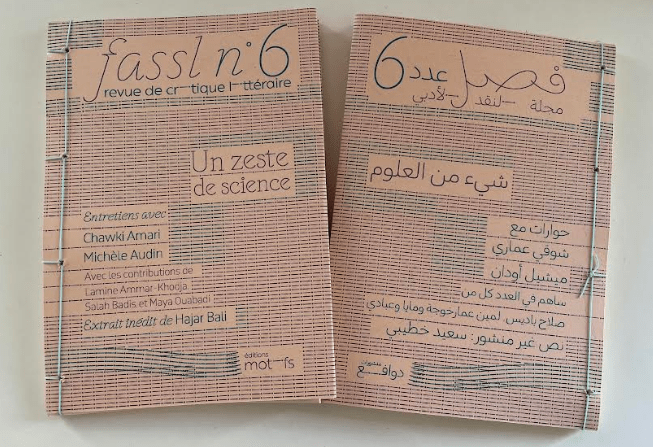 fassl n° 6
revue de critique littéraire
Un zeste
de science
Entretiens avec
Chawki Amari
Michèle Audin
Avec les contributions de
Lamine Ammar-Khodja
Salah Badis et Maya Ouabadi
Extrait inédit de Hajar Bali
éditions
motifs
فصل عدد 6
مجلة النقد الأدبي
شيء من العلوم
حوارات مع
شوقي عماري
ميشيل أودان
ساهم في العدد كل من
صلاح باديس، لمين عمارخوجة ومايا وعبادي
نص غير منشور: سعيد خطيبي
منشورات
دوافع